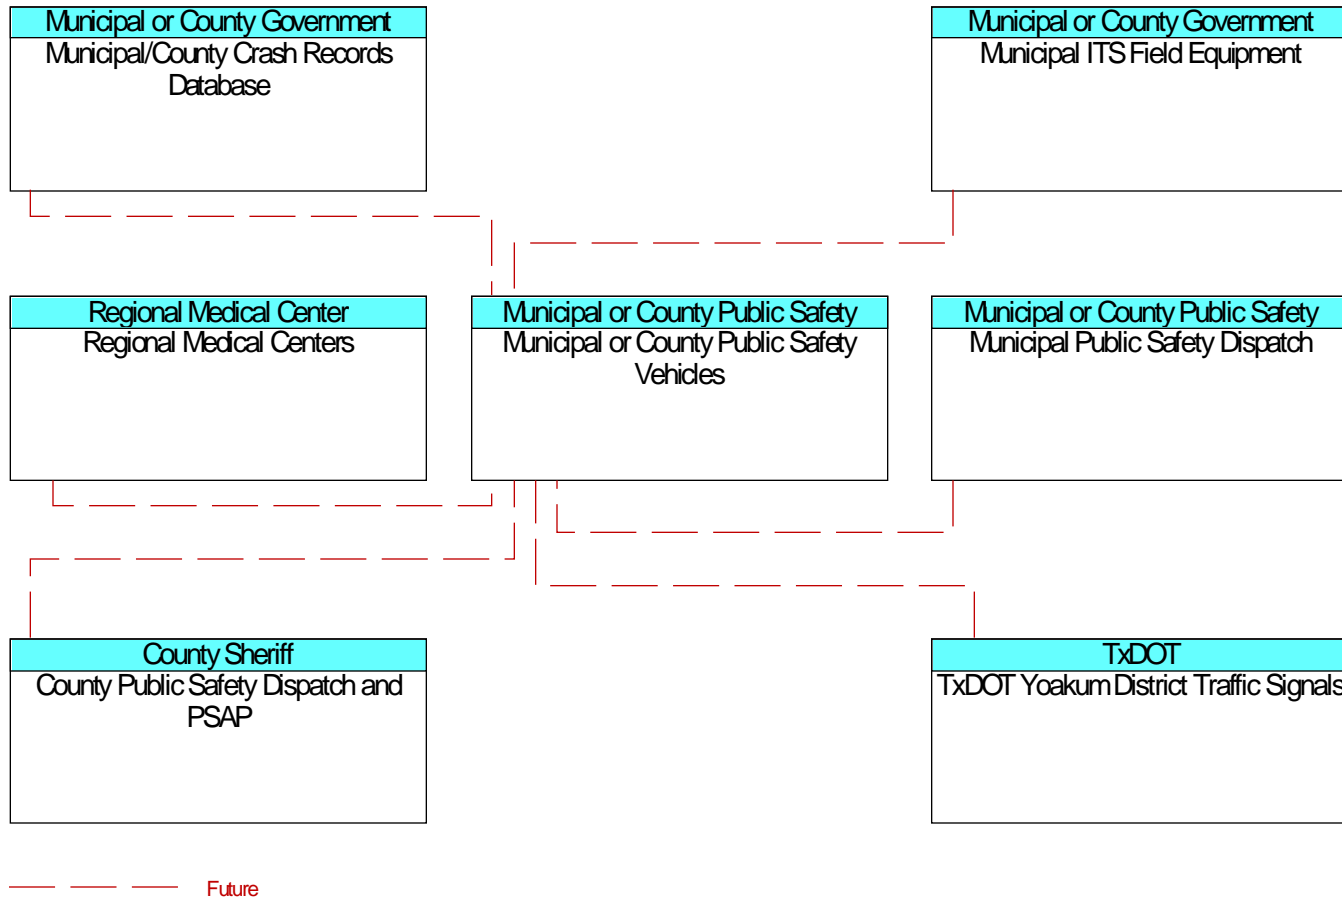 Municipal or County Government
Municipal/County Crash Records
Database
Municipal or County Government
Municipal ITS Field Equipment
Regional Medical Center
Regional Medical Centers
Municipal or County Public Safety
Municipal or County Public Safety
Vehicles
Municipal or County Public Safety
Municipal Public Safety Dispatch
County Sheriff
County Public Safety Dispatch and
PSAP
TxDOT
TxDOT Yoakum District Traffic Signals
Future